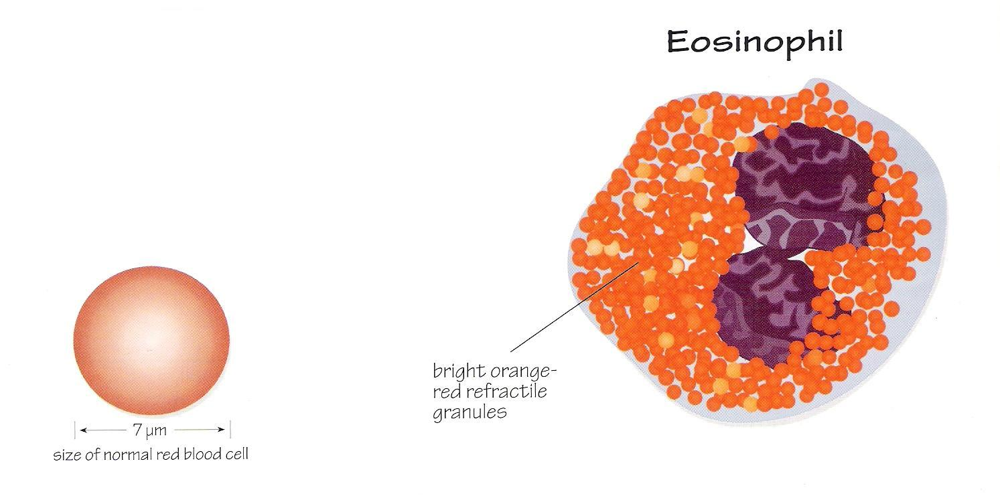 Eosinophil
bright orange-
red refractile
granules
7 µm
size of normal red blood cell